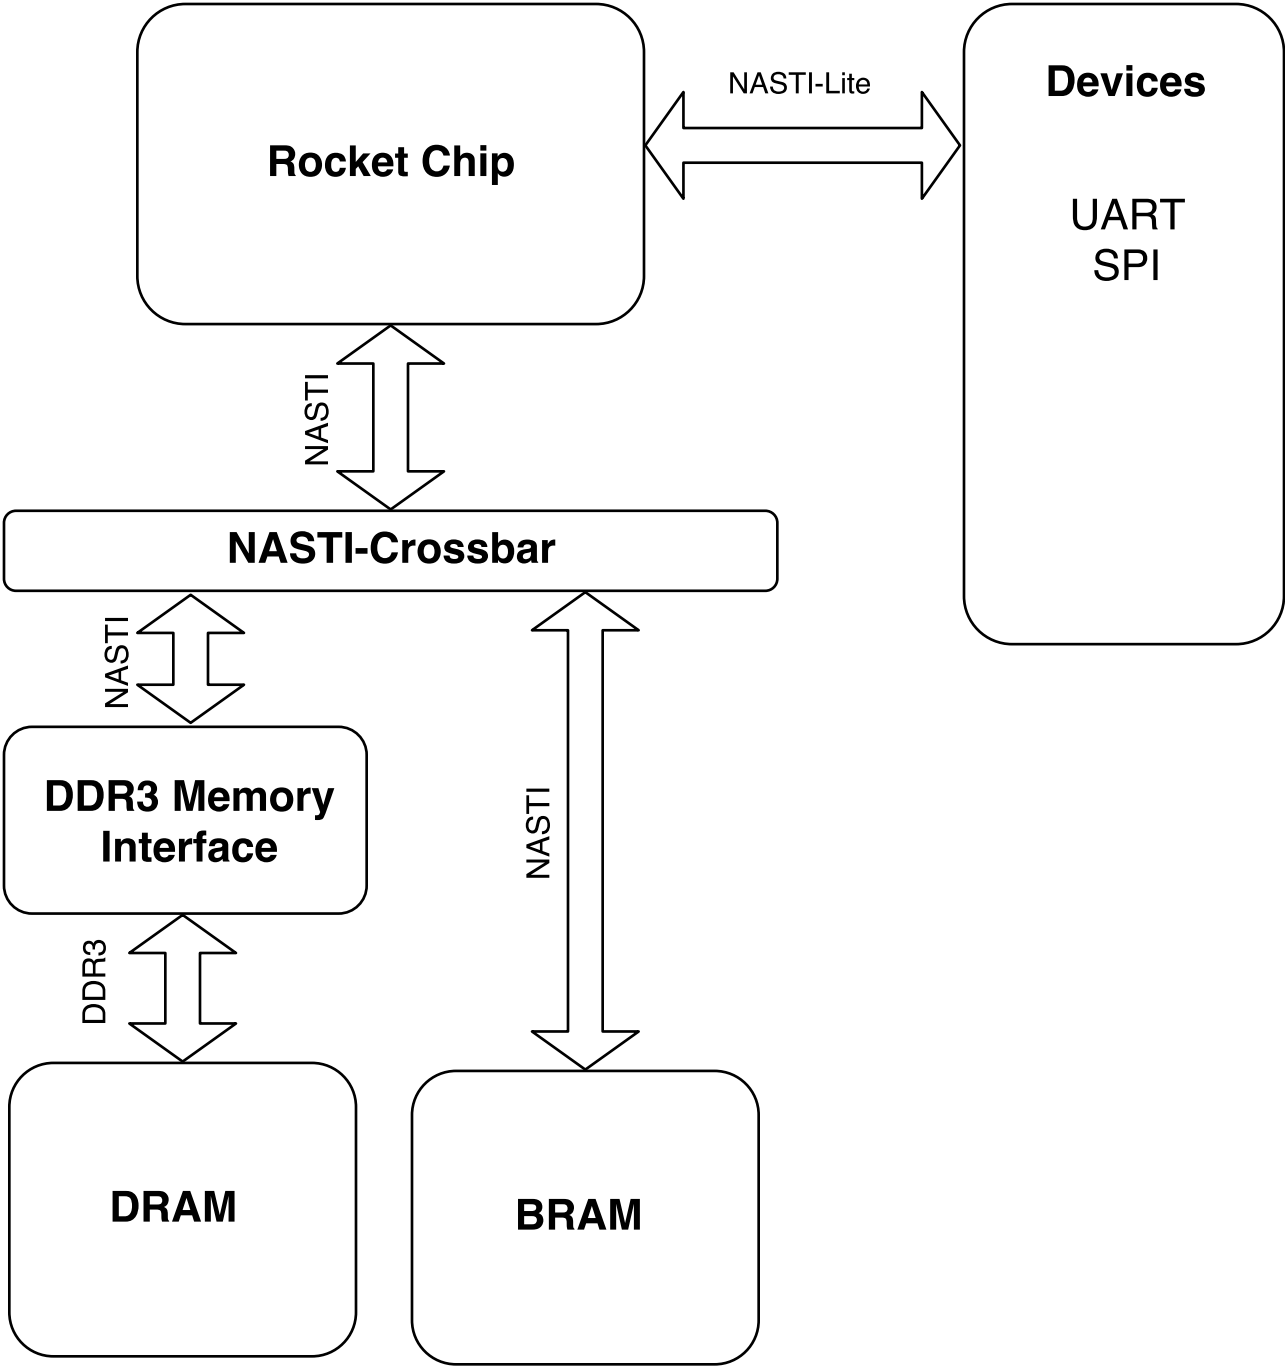 Rocket Chip
NASTI-Lite
Devices
UART
SPI
NASTI
NASTI-Crossbar
NASTI
DDR3 Memory
Interface
NASTI
DDR3
DRAM
BRAM